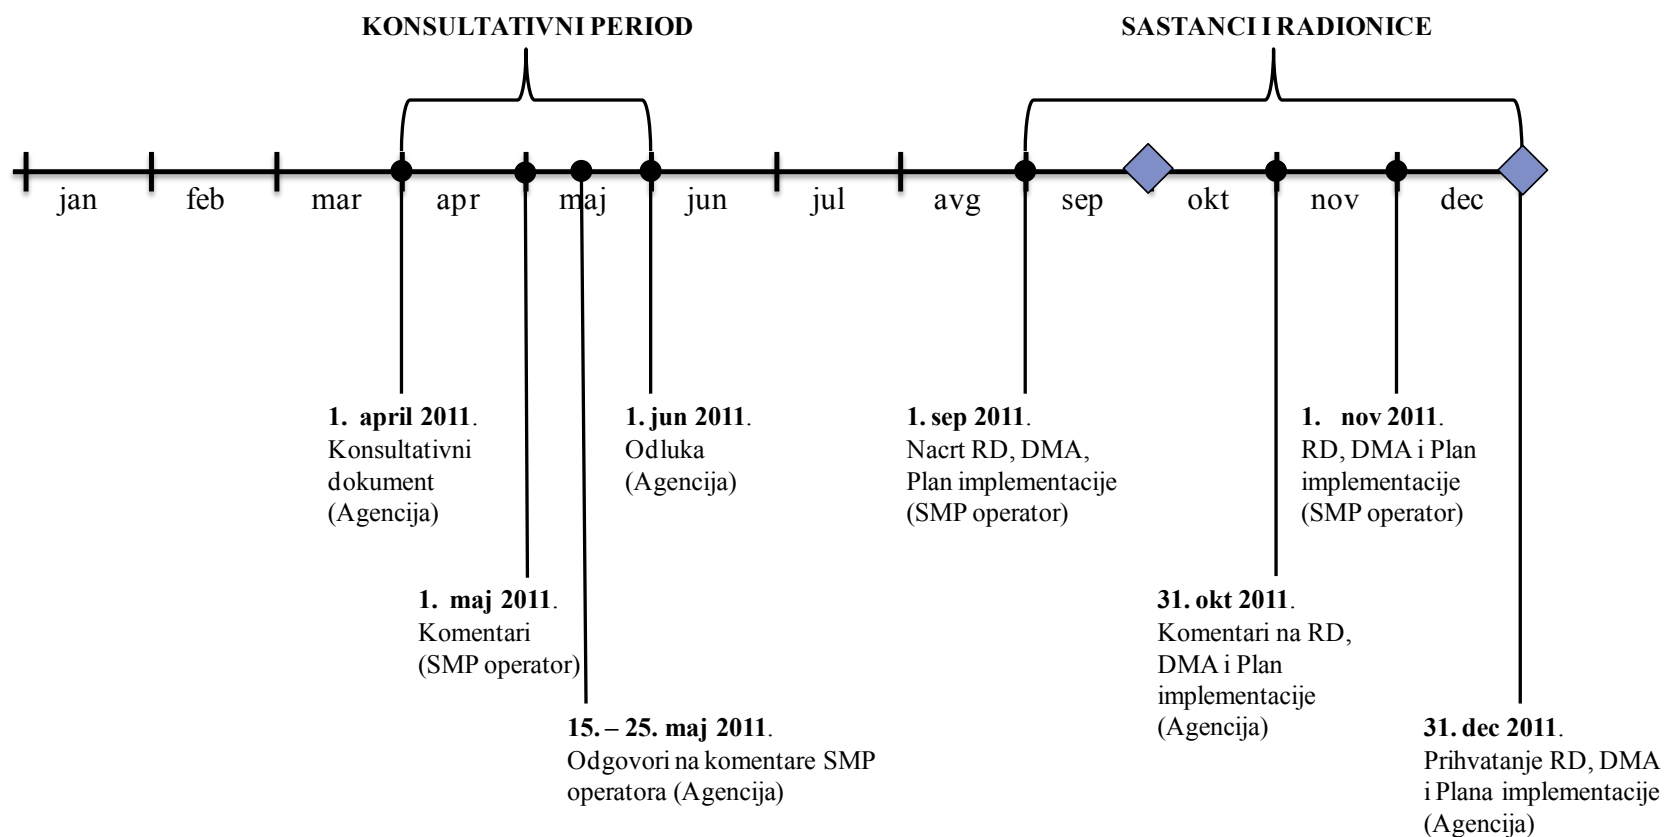 KONSULTATIVNI PERIOD
SASTANCI I RADIONICE
jan
feb
mar
apr
maj
jun
jul
avg
sep
okt
nov
dec
1. april 2011.
Konsultativni
dokument
(Agencija)
1. jun 2011.
Odluka
(Agencija)
1. sep 2011.
Nacrt RD, DMA,
Plan implementacije
(SMP operator)
1. nov 2011.
RD, DMA i Plan
implementacije
(SMP operator)
1. maj 2011.
Komentari
(SMP operator)
31. okt 2011.
Komentari na RD,
DMA i Plan
implementacije
(Agencija)
15. – 25. maj 2011.
Odgovori na komentare SMP
operatora (Agencija)
31. dec 2011.
Prihvatanje RD, DMA
i Plana implementacije
(Agencija)